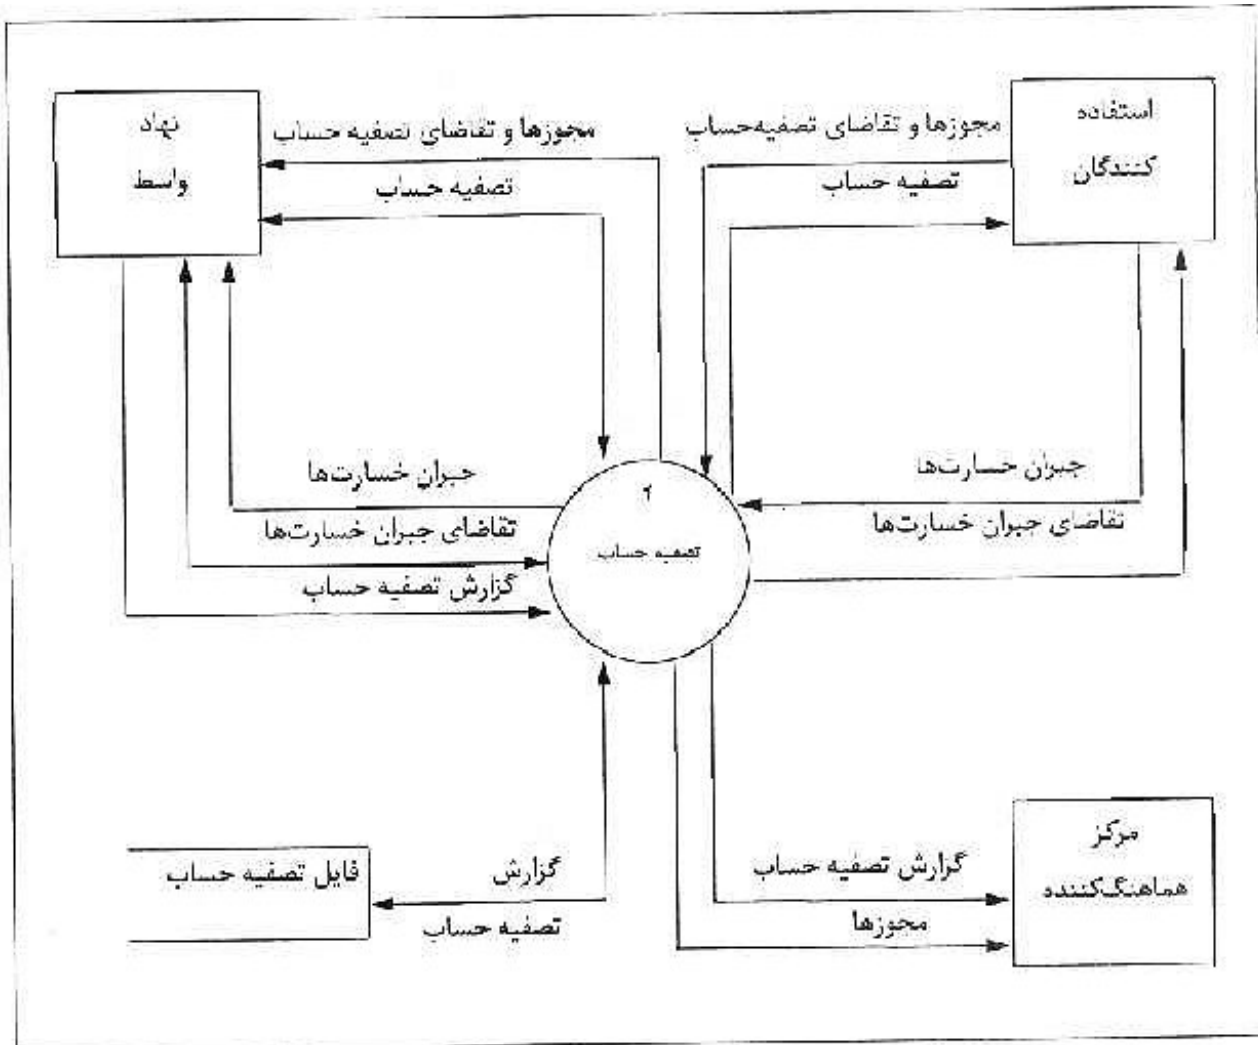 استفاده
کنندگان
مجوزها و تقاضای تصفیه‌حساب
تصفیه حساب
نهاد
واسط
مجوزها و تقاضای تصفیه حساب
تصفیه حساب
جبران خسارت‌ها
تقاضای جبران خسارت‌ها
۴
تصفیه حساب
جبران خسارت‌ها
تقاضای جبران خسارت‌ها
گزارش تصفیه حساب
مرکز
هماهنگ‌کننده
گزارش تصفیه حساب
مجوزها
گزارش
تصفیه حساب
فایل تصفیه حساب